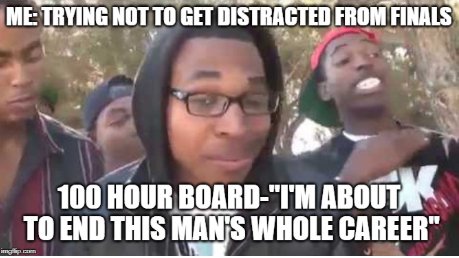 ME: TRYING NOT TO GET DISTRACTED FROM FINALS
100 HOUR BOARD-"I'M ABOUT
TO END THIS MAN'S WHOLE CAREER"
imgflip.com